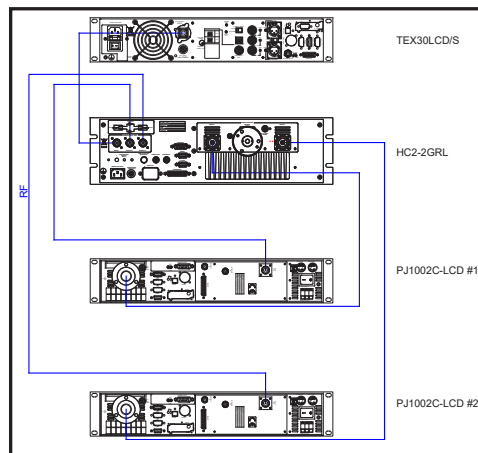 TEX30LCD/S
HC2-2GRL
RF
PJ1002C-LCD #1
PJ1002C-LCD #2